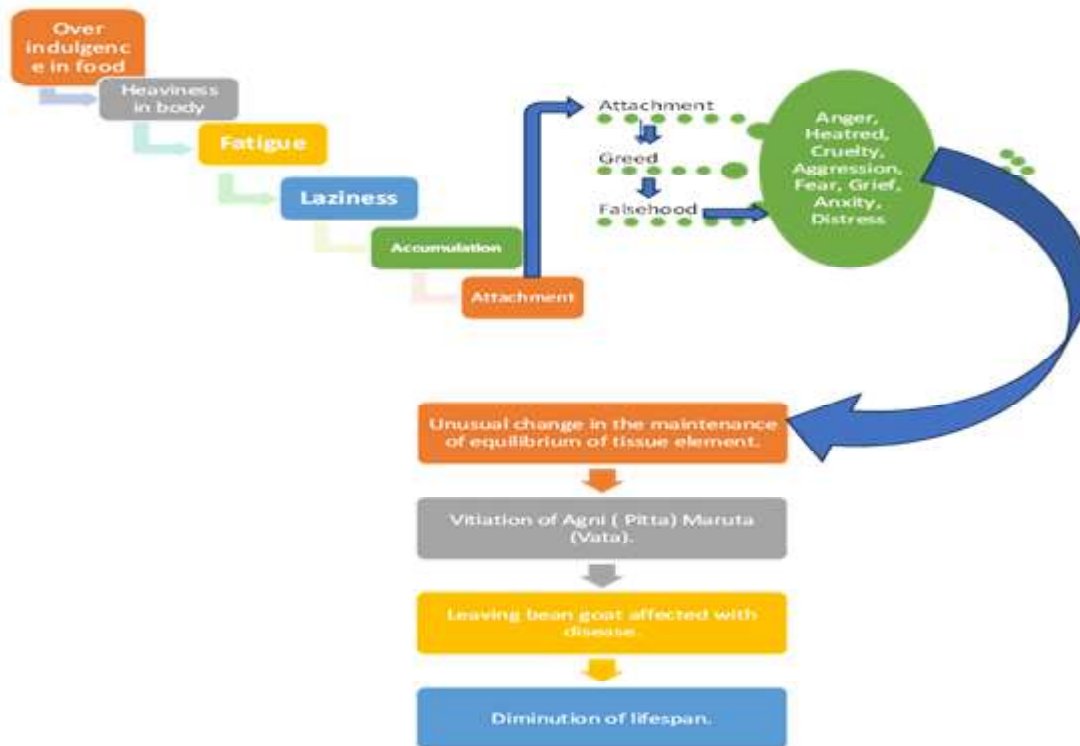 Over
indulgenc
e in food
Heaviness
in body
Fatigue
Laziness
Accumulation
Attachment
Attachment
Greed
Falsehood
Anger,
Heatred,
Cruelty,
Aggression,
Fear, Grief,
Anxity,
Distress
Unusual change in the maintenance
of equilibrium of tissue element.
Vitiation of Agni ( Pitta) Maruta
(Vata).
Leaving bean goat affected with
disease.
Diminution of lifespan.